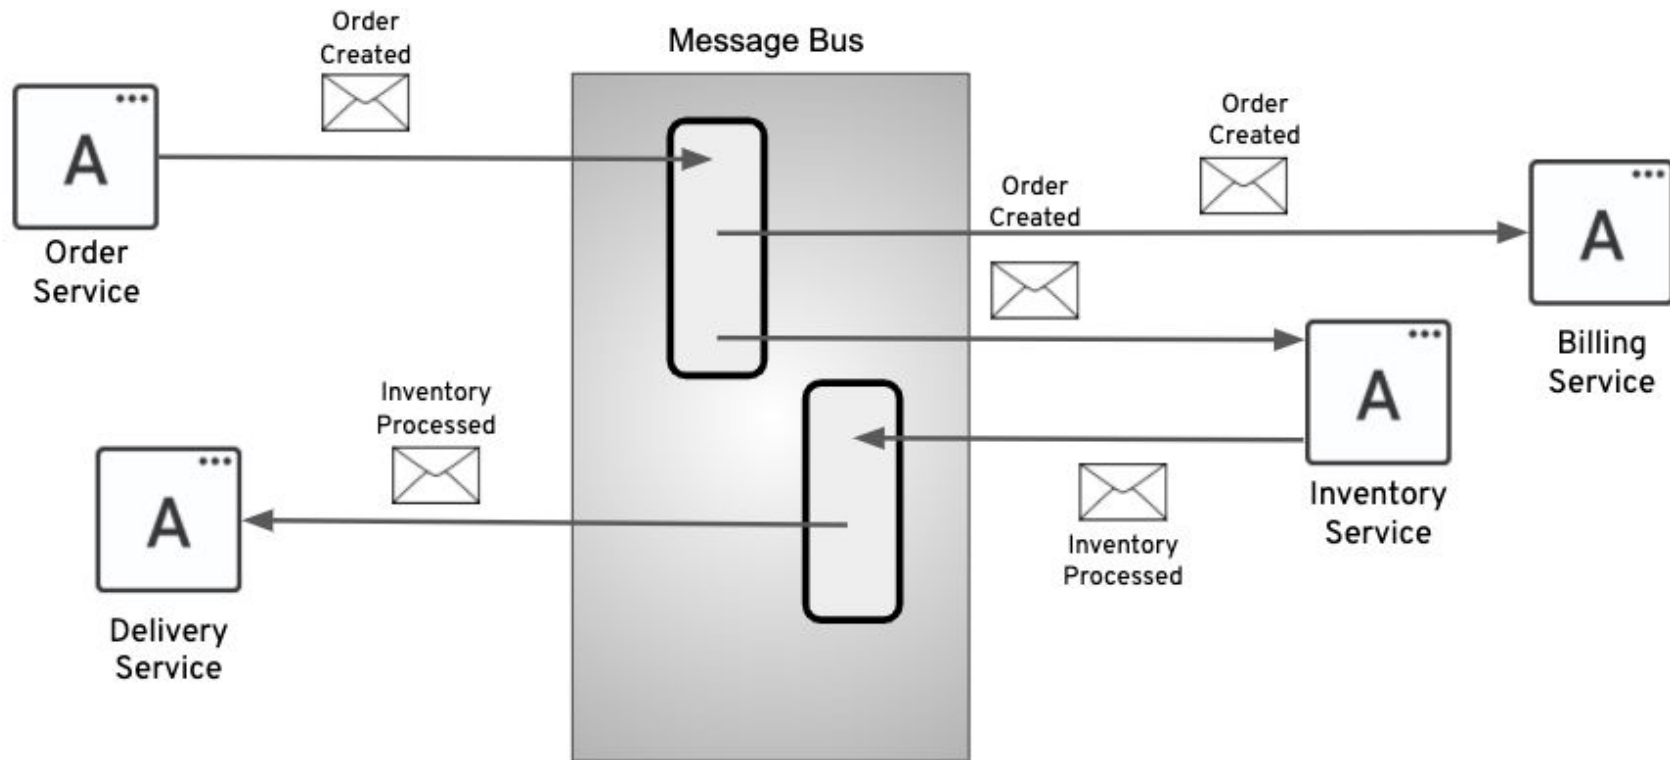 Order
Created
Message Bus
A
Order
Service
Order
Created
Order
Created
A
Billing
Service
A
Inventory
Service
Inventory
Processed
A
Delivery
Service
Inventory
Processed